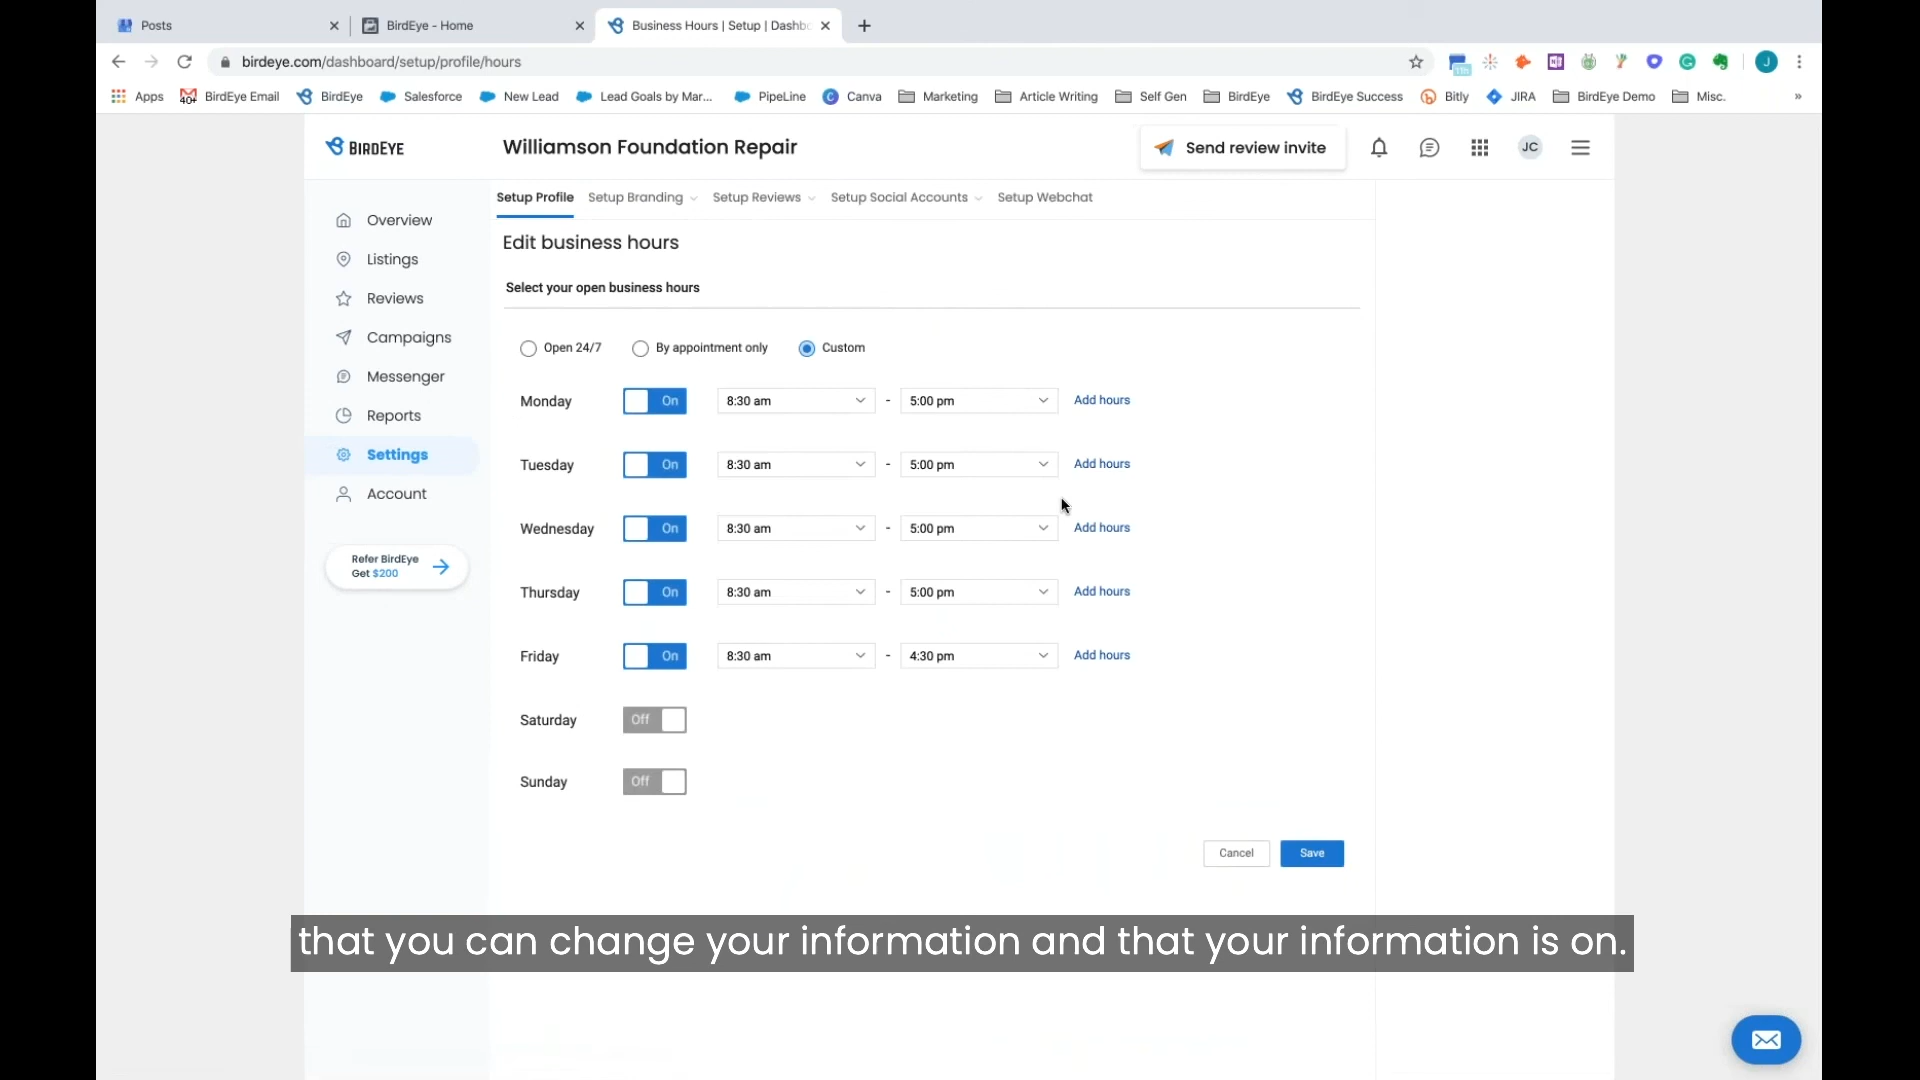 Posts
BirdEye - Home
Business Hours | Setup | Dashbo
birdeye.com/dashboard/setup/profile/hours
11h
J
Apps
40+
BirdEye Email
BirdEye
Salesforce
New Lead
Lead Goals by Mar...
PipeLine
Canva
Marketing
Article Writing
Self Gen
BirdEye
BirdEye Success
Bitly
JIRA
BirdEye Demo
Misc.
»
BIRDEYE
Williamson Foundation Repair
Send review invite
JC
Setup Profile
Setup Branding
Setup Reviews
Setup Social Accounts
Setup Webchat
Overview
Listings
Reviews
Campaigns
Messenger
Reports
Settings
Account
Refer BirdEye
Get $200
Edit business hours
Select your open business hours
Open 24/7
By appointment only
Custom
Monday On 8:30 am - 5:00 pm Add hours
Tuesday On 8:30 am - 5:00 pm Add hours
Wednesday On 8:30 am - 5:00 pm Add hours
Thursday On 8:30 am - 5:00 pm Add hours
Friday On 8:30 am - 4:30 pm Add hours
Saturday Off
Sunday Off
Cancel
Save
that you can change your information and that your information is on.